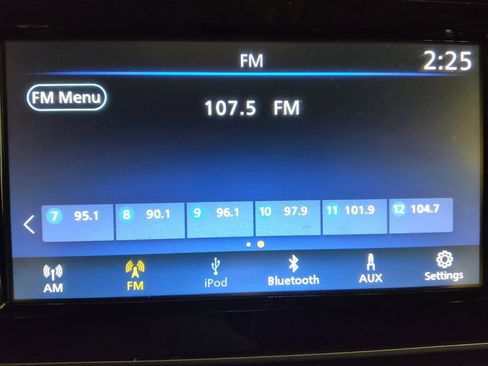 FM 2:25
FM Menu
107.5 FM
7 95.1 8 90.1 9 96.1 10 97.9 11 101.9 12 104.7
AM FM iPod Bluetooth AUX Settings